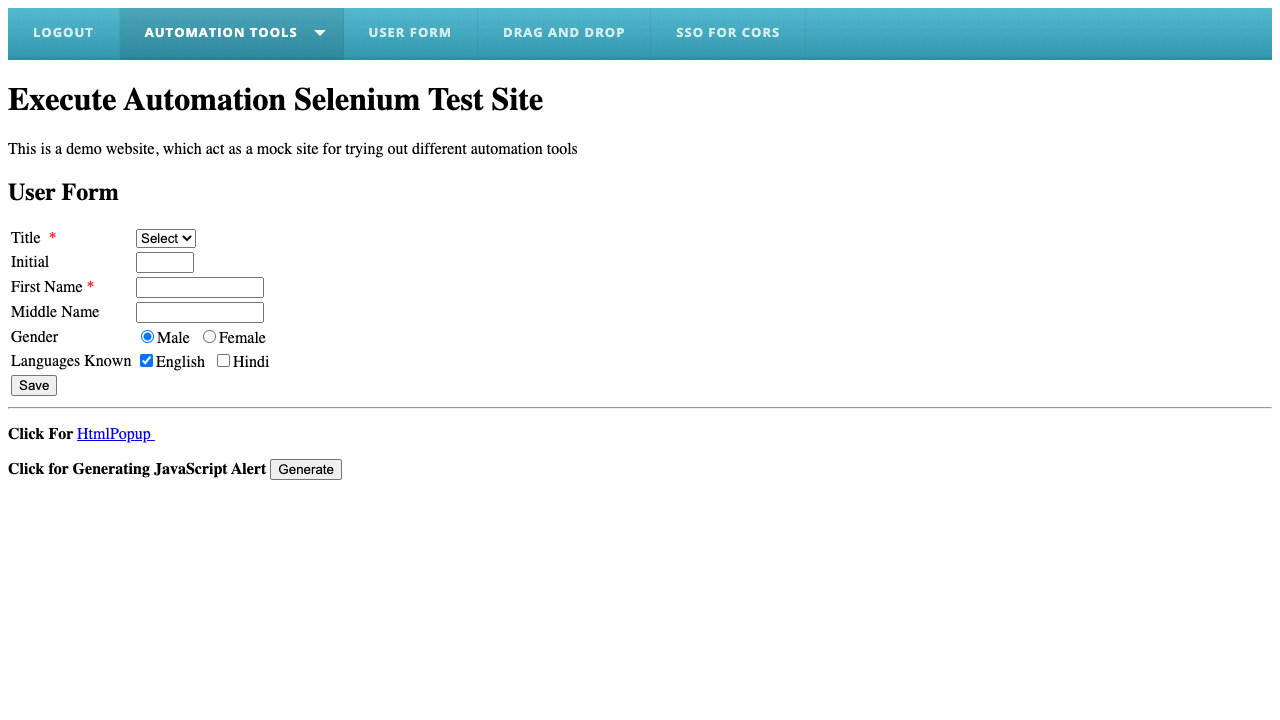 LOGOUT AUTOMATION TOOLS USER FORM DRAG AND DROP SSO FOR CORS
Execute Automation Selenium Test Site
This is a demo website, which act as a mock site for trying out different automation tools
User Form
Title * Select
Initial
First Name *
Middle Name
Gender Male Female
Languages Known English Hindi
Save
Click For HtmlPopup
Click for Generating JavaScript Alert Generate